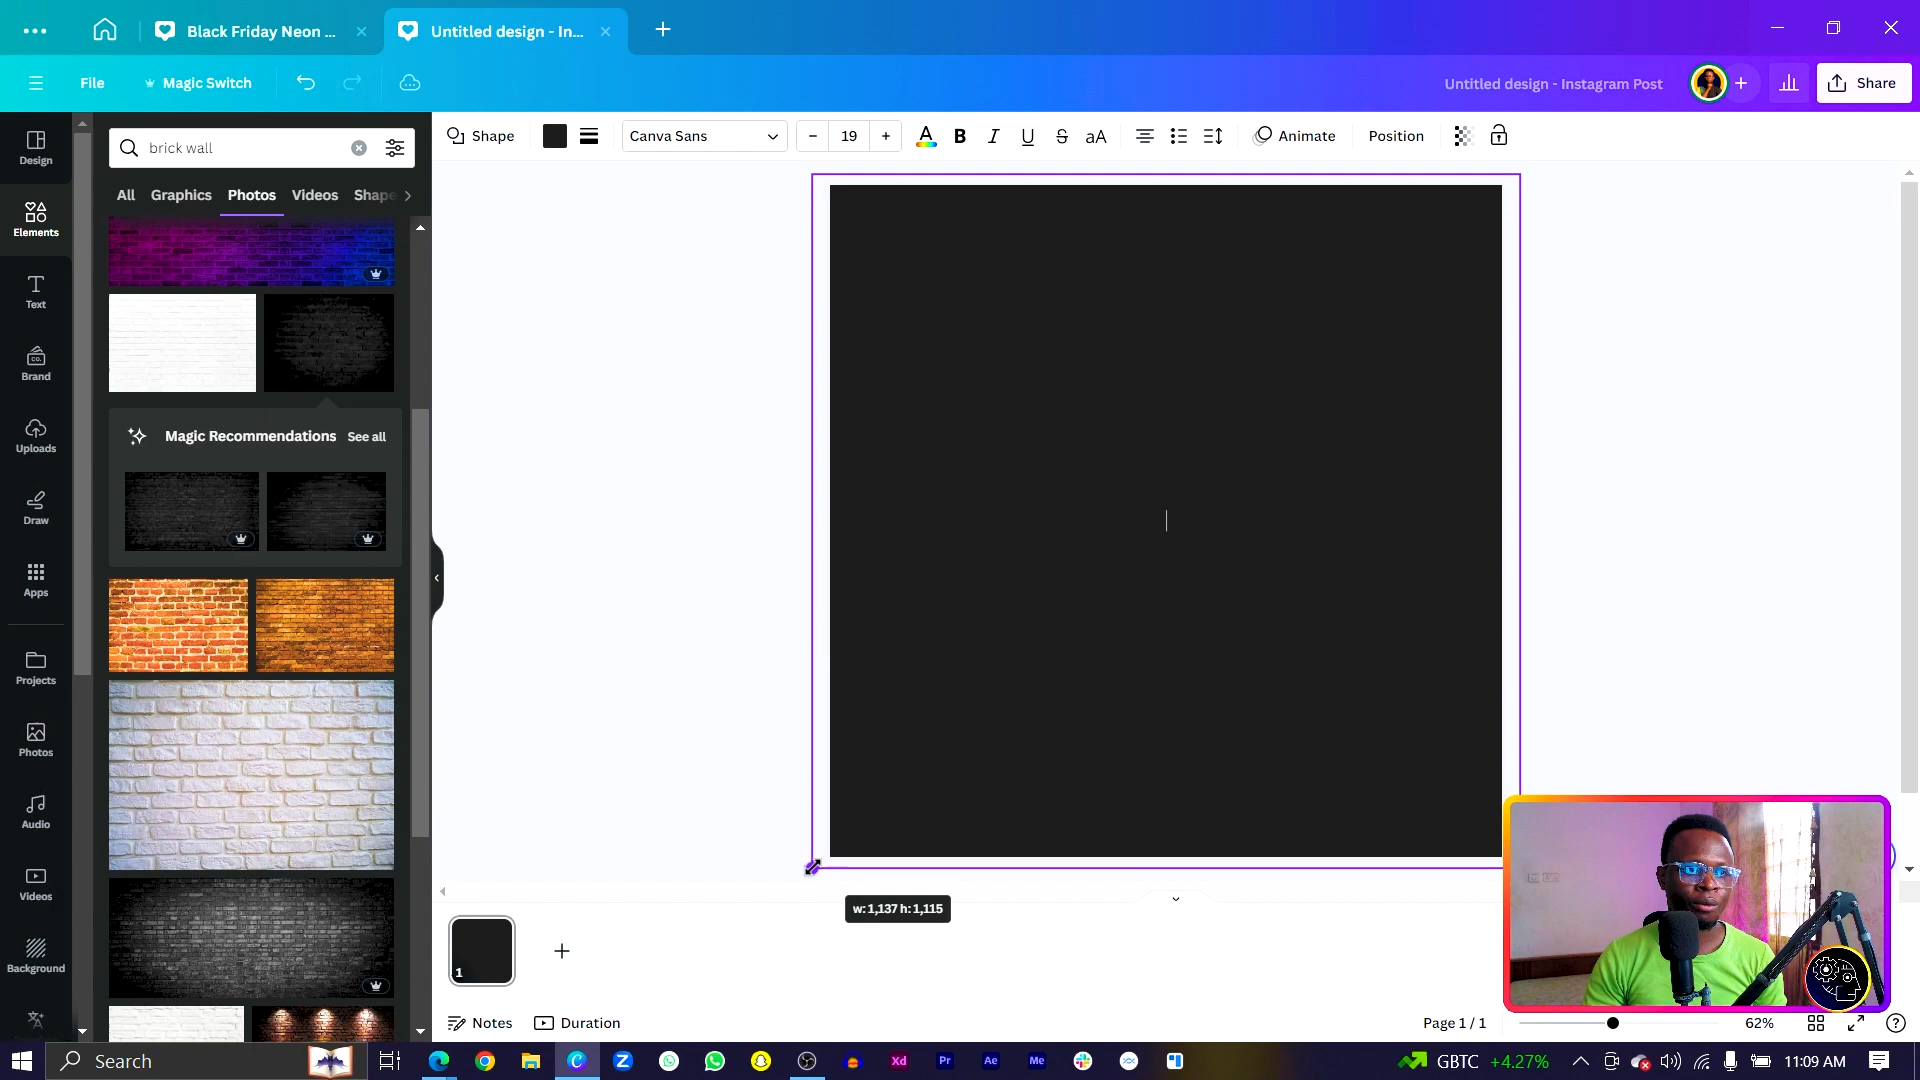 Black Friday Neon ...
Untitled design - In...
File
Magic Switch
Untitled design - Instagram Post
Share
Design
Elements
Text
Brand
Uploads
Draw
Apps
Projects
Photos
Audio
Videos
Background
brick wall
All
Graphics
Photos
Videos
Shape
Magic Recommendations
See all
Shape
Canva Sans
19
aA
Animate
Position
w: 1,137 h: 1,115
1
Notes
Duration
Page 1 / 1
62%
Search
Xd
Pr
Ae
Me
GBTC +4.27%
11:09 AM